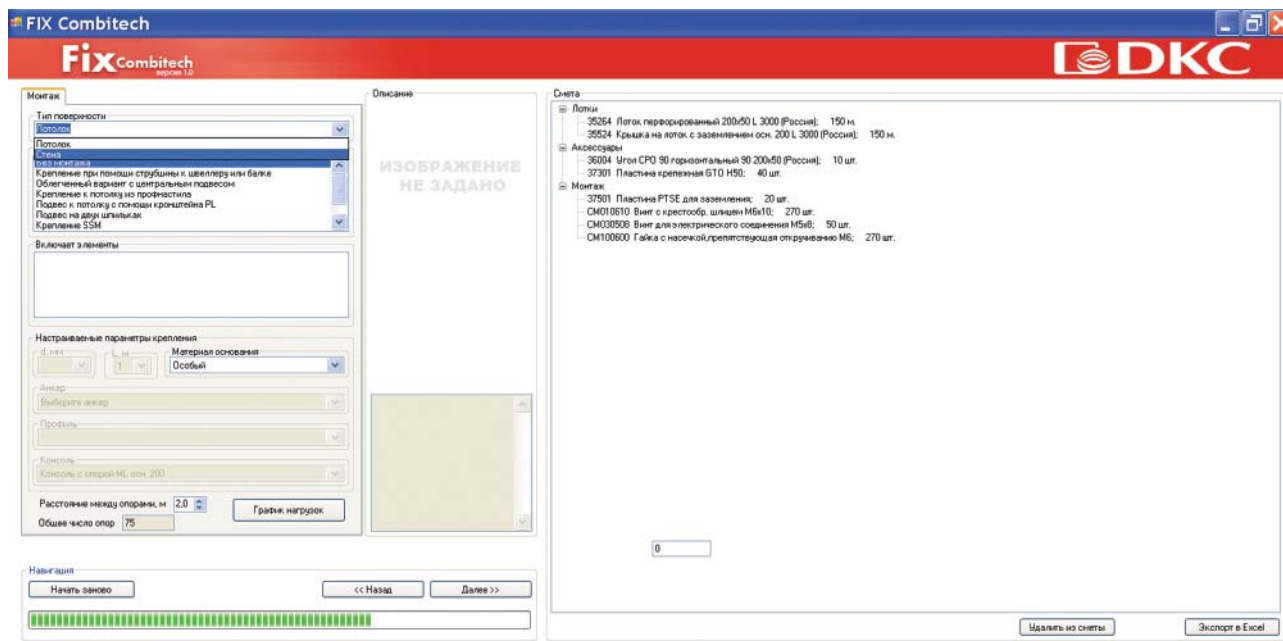 FIX Combitech
Fix Combitech
версия 1.0
DKC
Монтаж
Тип поверхности
Потолок
Потолок
Стена
Без монтажа
Крепление при помощи струбцины к швеллеру или балке
Облегченный вариант с центральным подвесом
Крепление к потолку из профнастила
Подвес к потолку с помощи кронштейна PL
Подвес на двух шпильках
Крепление SSM
Включает элементы
Настраиваемые параметры крепления
d, мм
L, м
Материал основания
1
Особый
Анкер
Выберите анкер
Профиль
Консоль
Консоль с опорой ML осн. 200
Расстояние между опорами, м
2,0
График нагрузок
Общее число опор
75
Описание
ИЗОБРАЖЕНИЕ
НЕ ЗАДАНО
Смета
Лотки
35264 Лоток перфорированный 200x50 L 3000 (Россия); 150 м.
35524 Крышка на лоток с заземлением осн. 200 L 3000 (Россия); 150 м.
Аксессуары
36004 Угол CPO 90 горизонтальный 90 200x50 (Россия); 10 шт.
37301 Пластина крепежная GTO H50; 40 шт.
Монтаж
37501 Пластина PTSE для заземления; 20 шт.
CM010610 Винт с крестообр. шлицем М6x10; 270 шт.
CM030508 Винт для электрического соединения М5x8; 50 шт.
CM100600 Гайка с насечкой,препятствующая откручиванию М6; 270 шт.
0
Навигация
Начать заново
<< Назад
Далее >>
Удалить из сметы
Экспорт в Excel